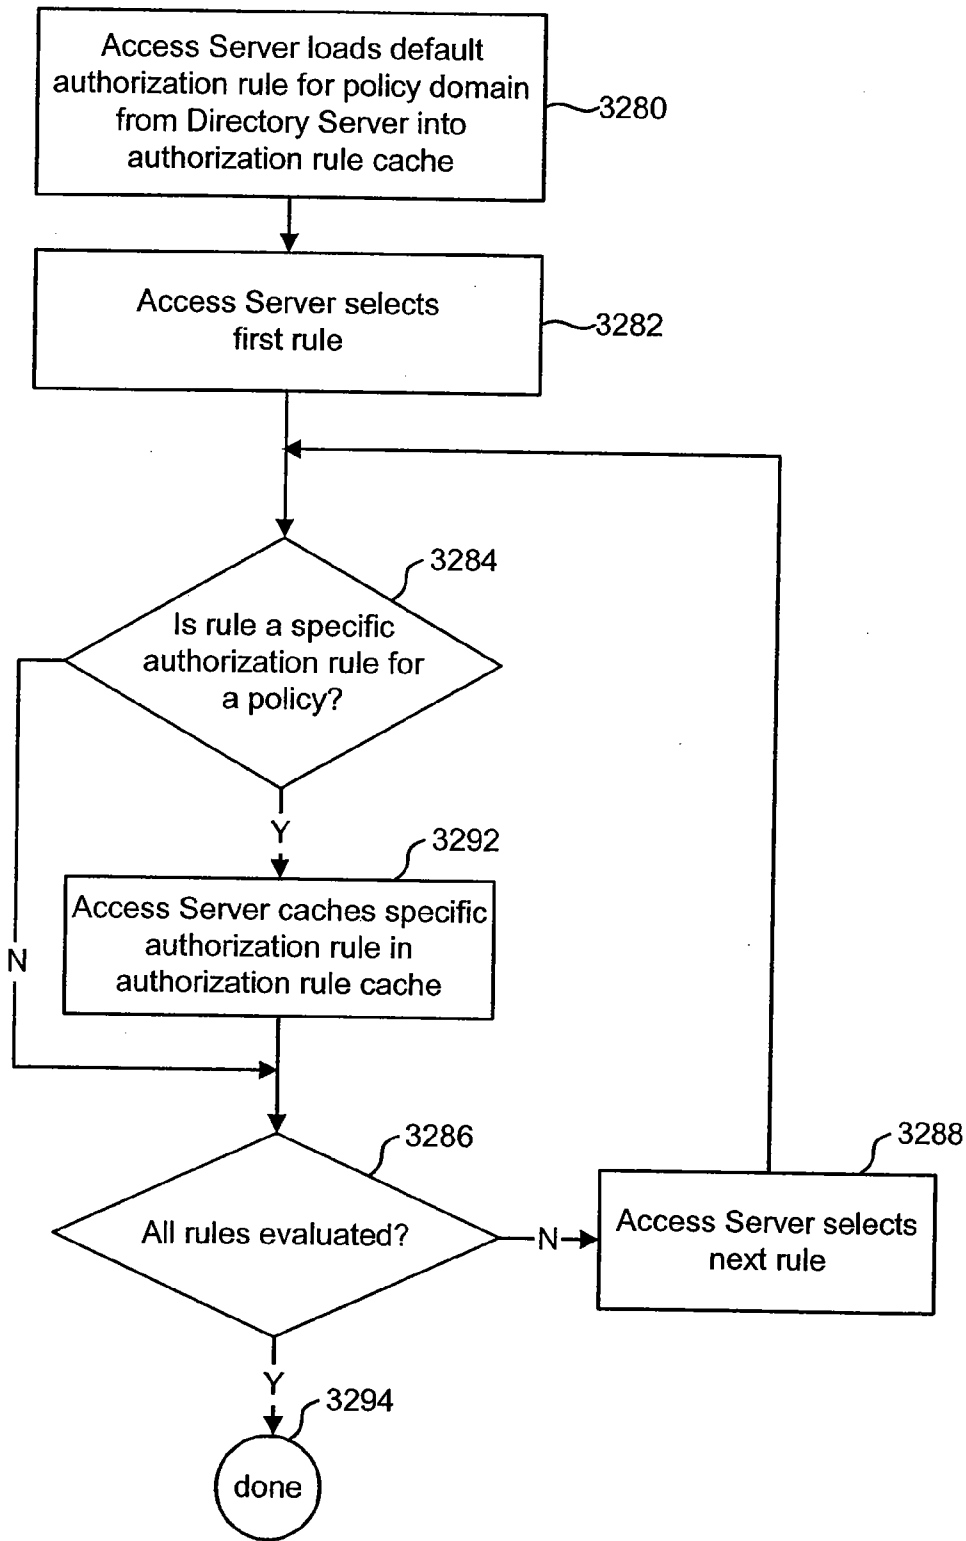 Access Server loads default
authorization rule for policy domain
from Directory Server into
authorization rule cache
3280
Access Server selects
first rule
3282
3284
Is rule a specific
authorization rule for
a policy?
Y
3292
Access Server caches specific
authorization rule in
authorization rule cache
N
3286
All rules evaluated?
N
3288
Access Server selects
next rule
Y
3294
done